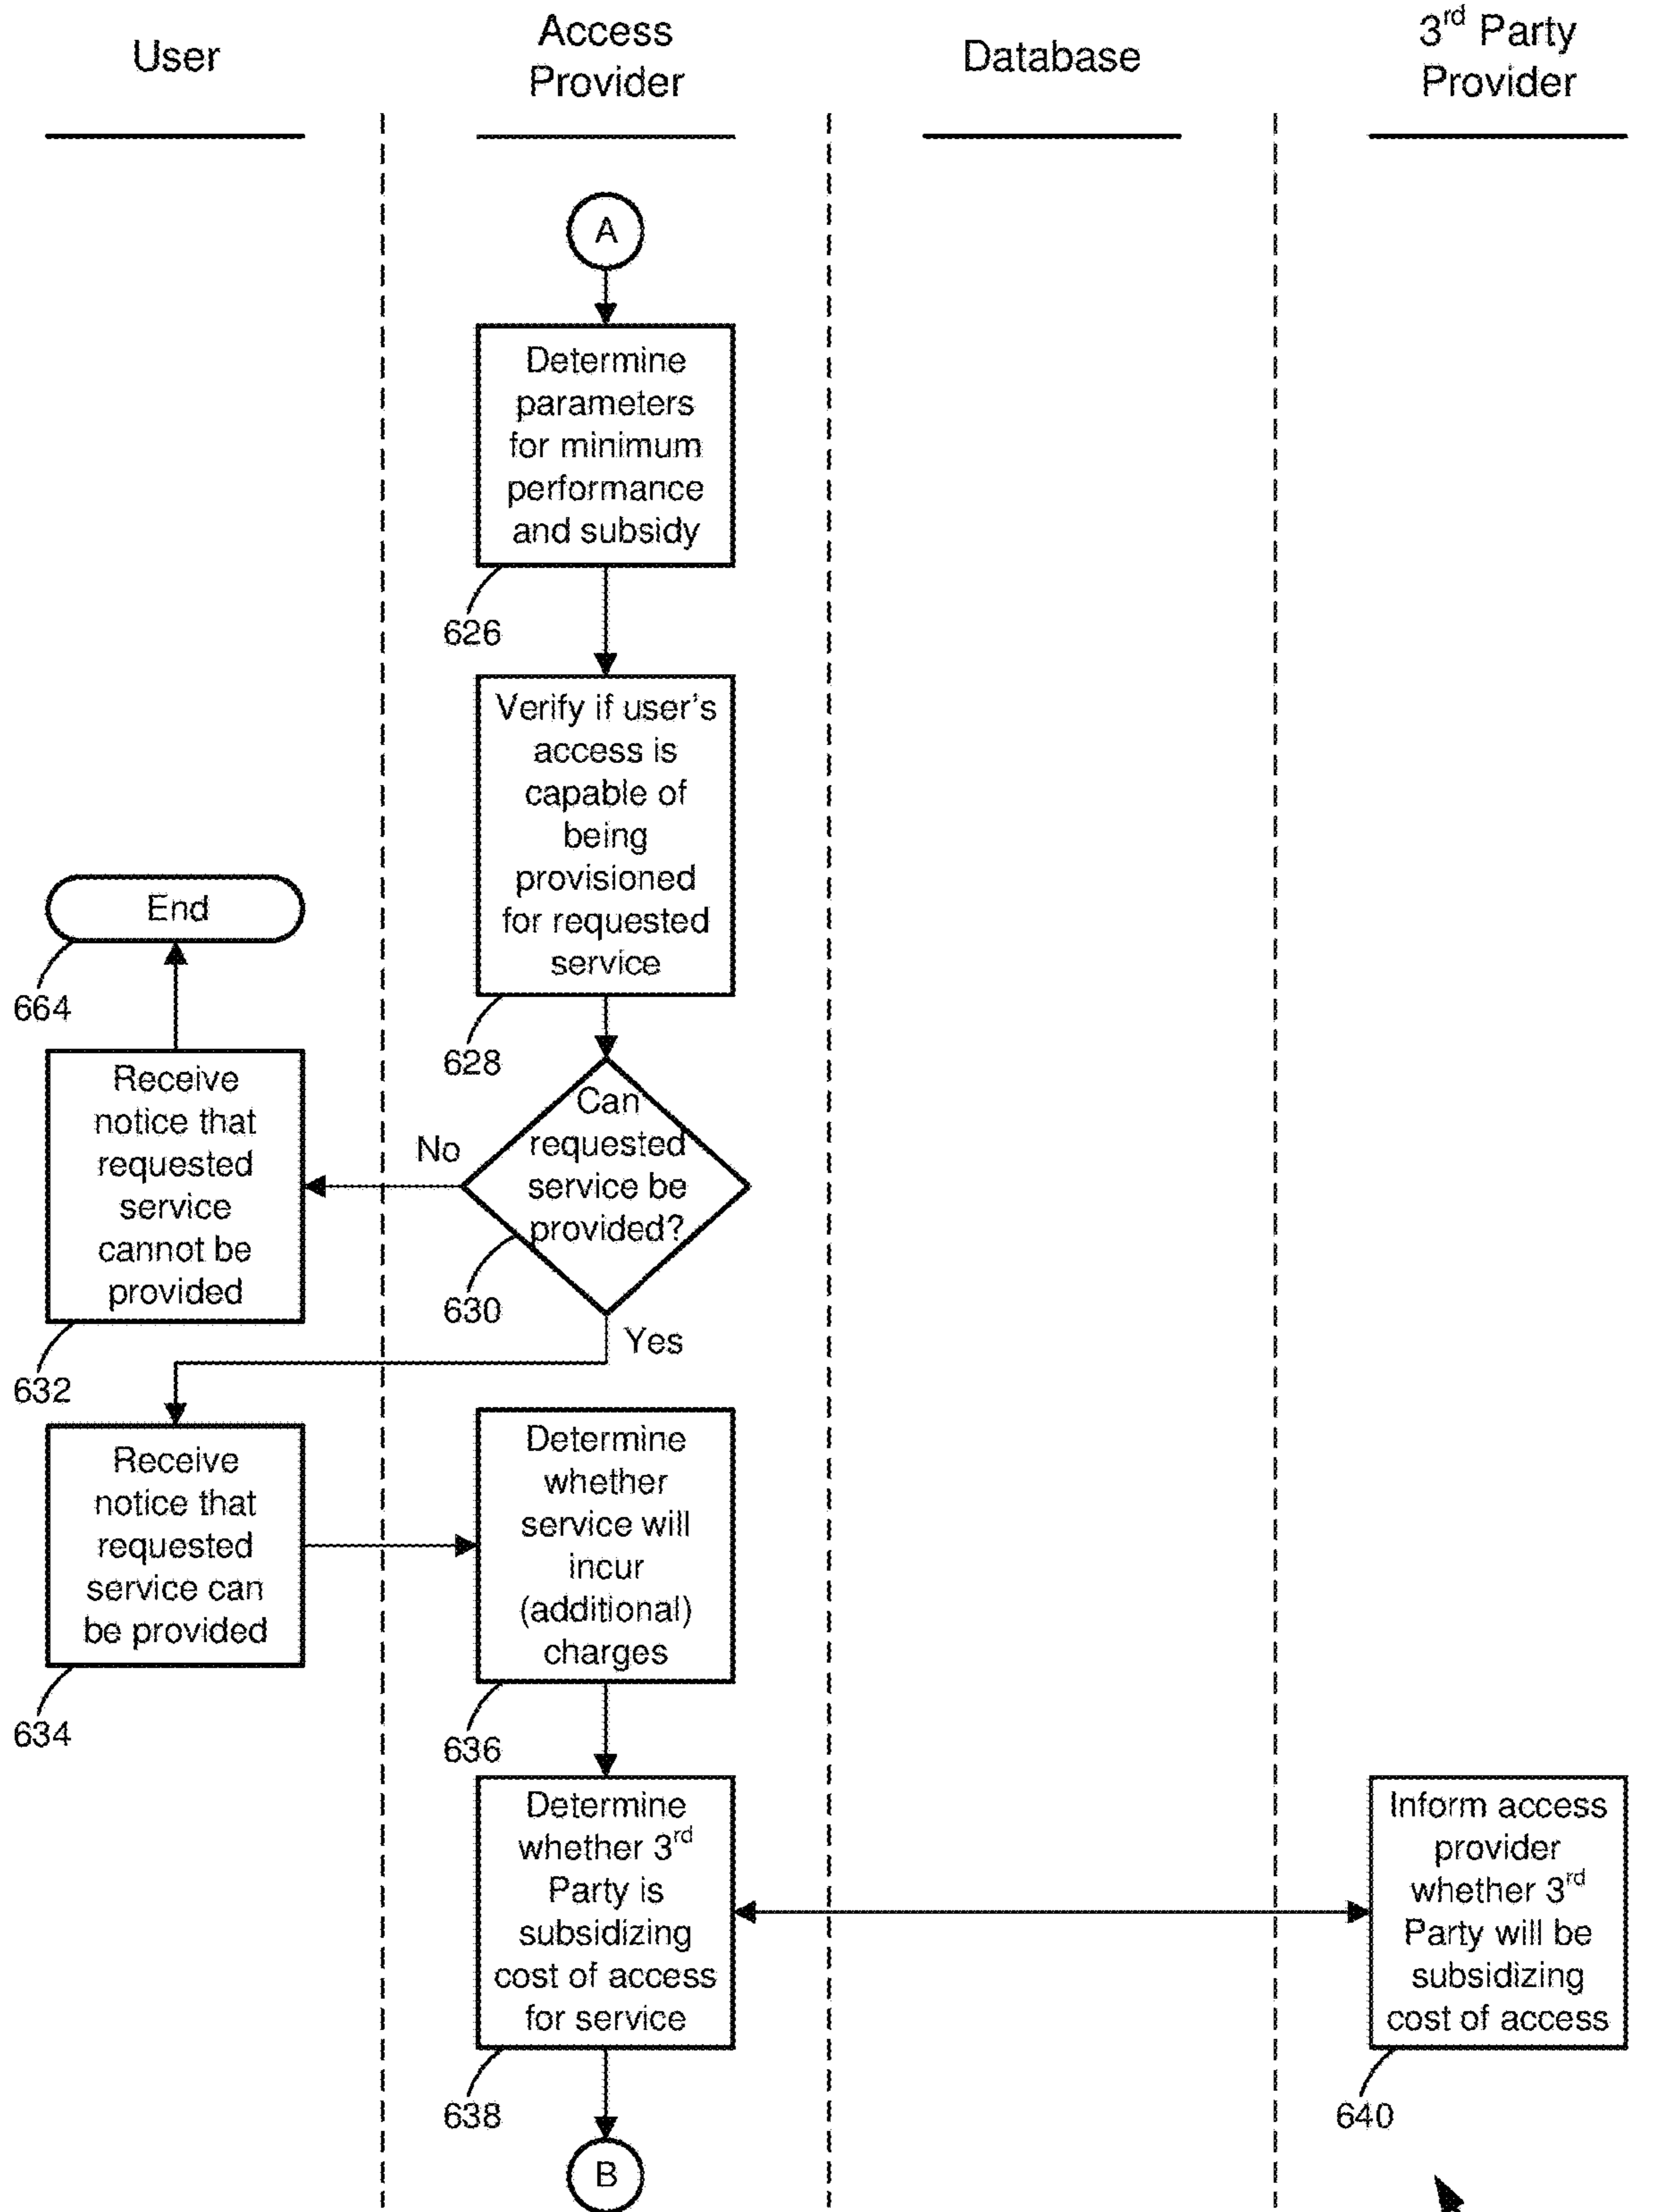 User
Access
Provider
Database
3rd Party
Provider
A
Determine
parameters
for minimum
performance
and subsidy
626
Verify if user's
access is
capable of
being
provisioned
for requested
service
628
End
664
Receive
notice that
requested
service
cannot be
provided
632
No
Can
requested
service be
provided?
630
Yes
Receive
notice that
requested
service can
be provided
634
Determine
whether
service will
incur
(additional)
charges
636
Determine
whether 3rd
Party is
subsidizing
cost of access
for service
638
Inform access
provider
whether 3rd
Party will be
subsidizing
cost of access
640
B